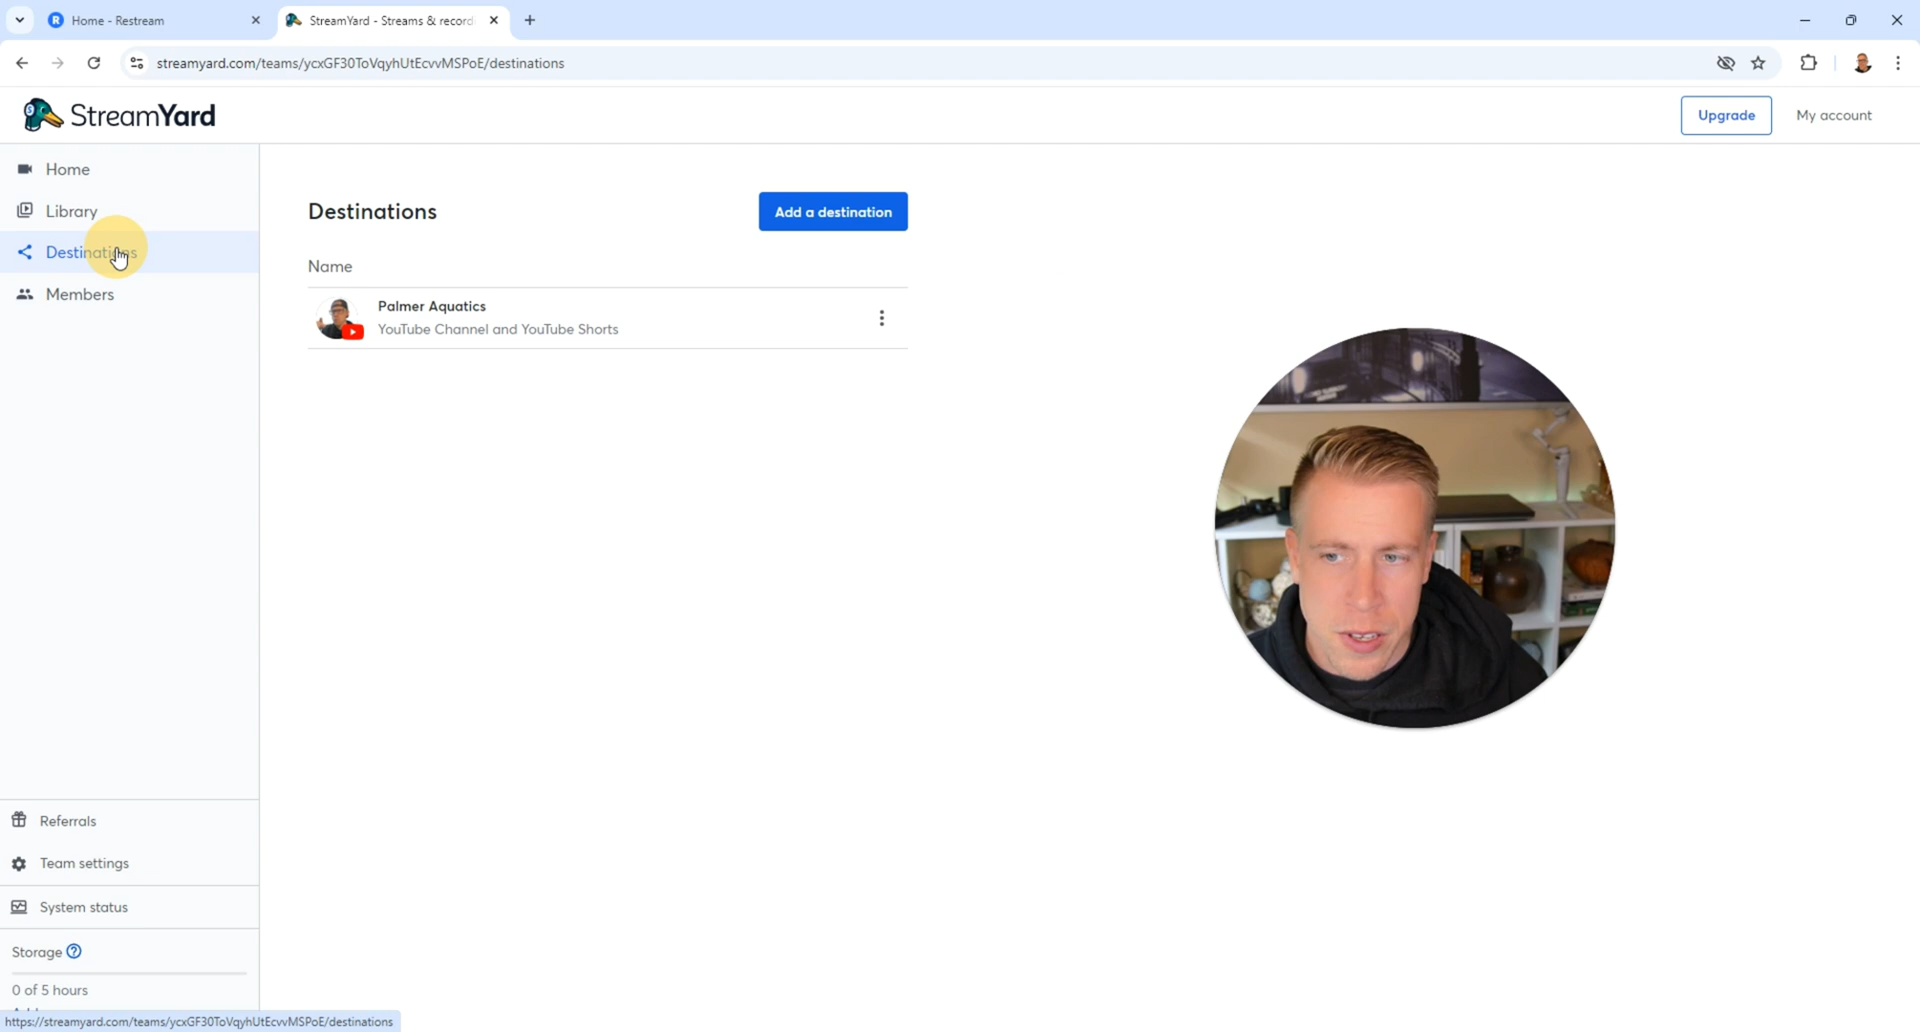 Home - Restream
StreamYard - Streams & record
streamyard.com/teams/ycxGF30ToVqyhUtEcvvMSPoE/destinations
StreamYard
Upgrade
My account
Home
Library
Destinations
Members
Destinations
Add a destination
Name
Palmer Aquatics
YouTube Channel and YouTube Shorts
Referrals
Team settings
System status
Storage
0 of 5 hours
https://streamyard.com/teams/ycxGF30ToVqyhUtEcvvMSPoE/destinations